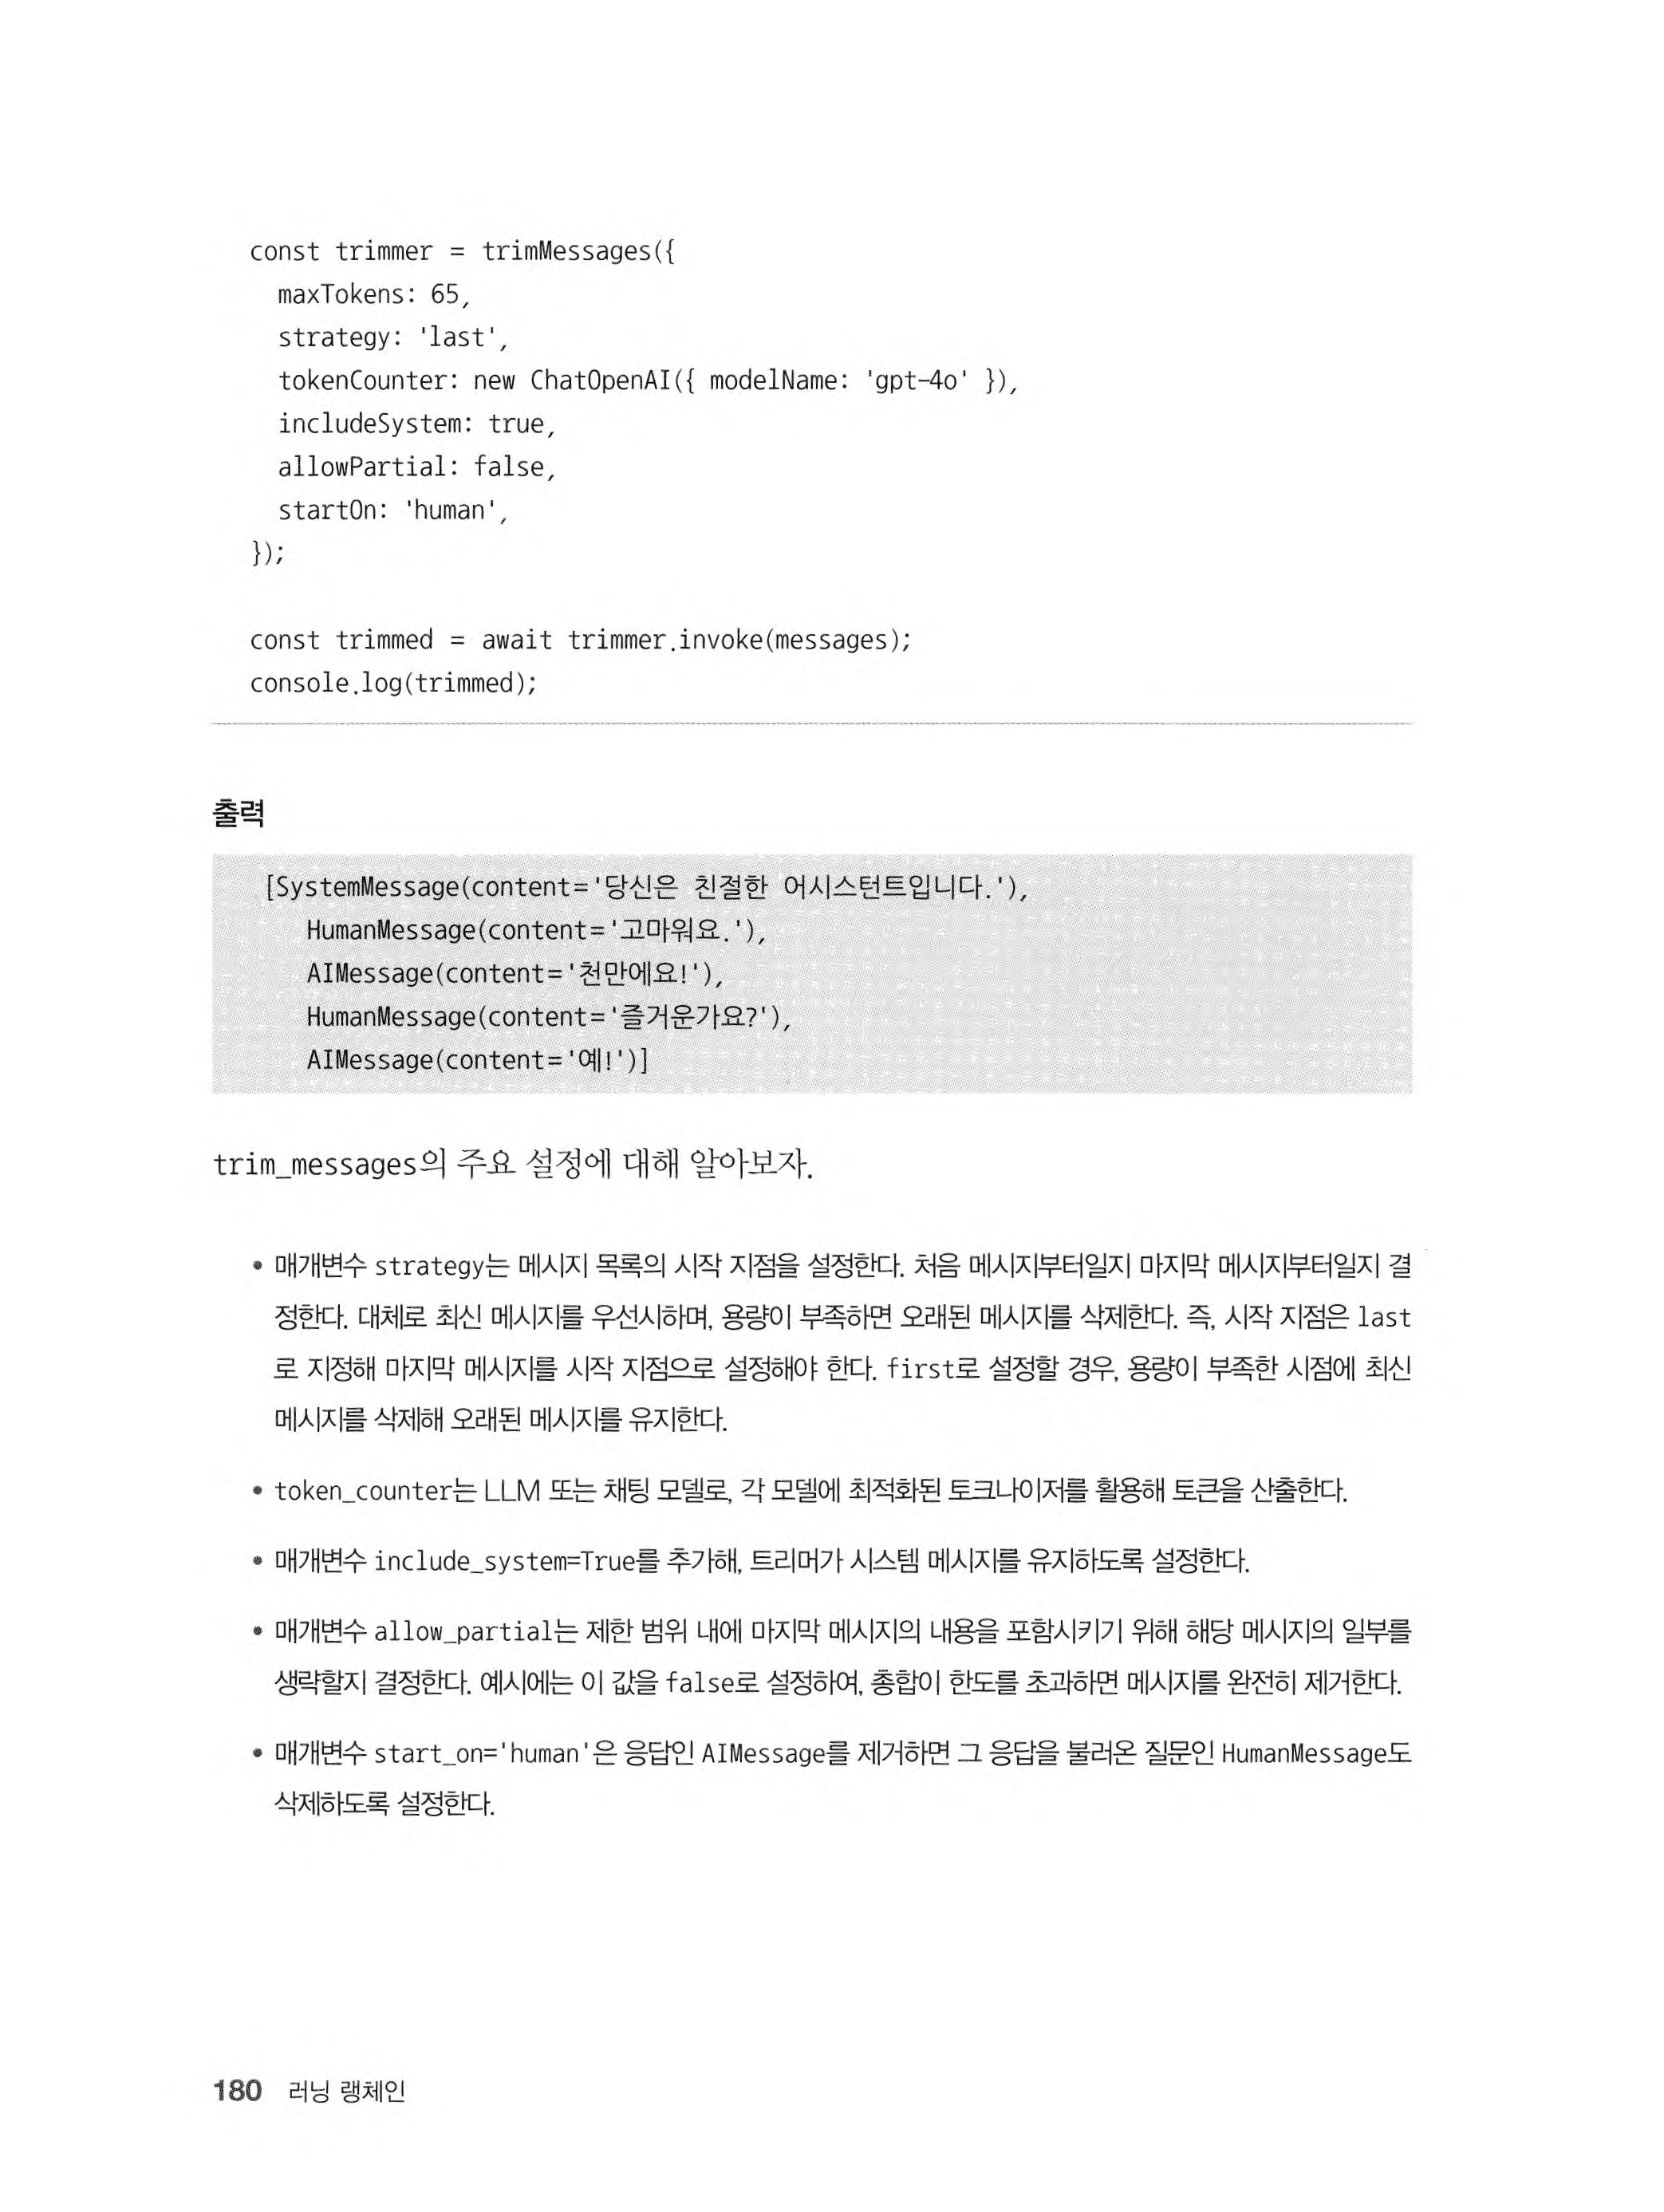 const trimmer = trimMessages({
  maxTokens: 65,
  strategy: 'last',
  tokenCounter: new ChatOpenAI({ modelName: 'gpt-4o' }),
  includeSystem: true,
  allowPartial: false,
  startOn: 'human',
});

const trimmed = await trimmer.invoke(messages);
console.log(trimmed);

출력

[SystemMessage(content='당신은 친절한 어시스턴트입니다.'),
   HumanMessage(content='고마워요.'),
   AIMessage(content='천만에요!'),
   HumanMessage(content='즐거운가요?'),
   AIMessage(content='예!')]

trim_messages의 주요 설정에 대해 알아보자.

• 매개변수 strategy는 메시지 목록의 시작 지점을 설정한다. 처음 메시지부터일지 마지막 메시지부터일지 결
정한다. 대체로 최신 메시지를 우선시하며, 용량이 부족하면 오래된 메시지를 삭제한다. 즉, 시작 지점은 last
로 지정해 마지막 메시지를 시작 지점으로 설정해야 한다. first로 설정할 경우, 용량이 부족한 시점에 최신
메시지를 삭제해 오래된 메시지를 유지한다.
• token_counter는 LLM 또는 채팅 모델로, 각 모델에 최적화된 토크나이저를 활용해 토큰을 산출한다.
• 매개변수 include_system=True를 추가해, 트리머가 시스템 메시지를 유지하도록 설정한다.
• 매개변수 allow_partial는 제한 범위 내에 마지막 메시지의 내용을 포함시키기 위해 해당 메시지의 일부를
생략할지 결정한다. 예시에는 이 값을 false로 설정하여, 총합이 한도를 초과하면 메시지를 완전히 제거한다.
• 매개변수 start_on='human'은 응답인 AIMessage를 제거하면 그 응답을 불러온 질문인 HumanMessage도
삭제하도록 설정한다.

180 러닝 랭체인